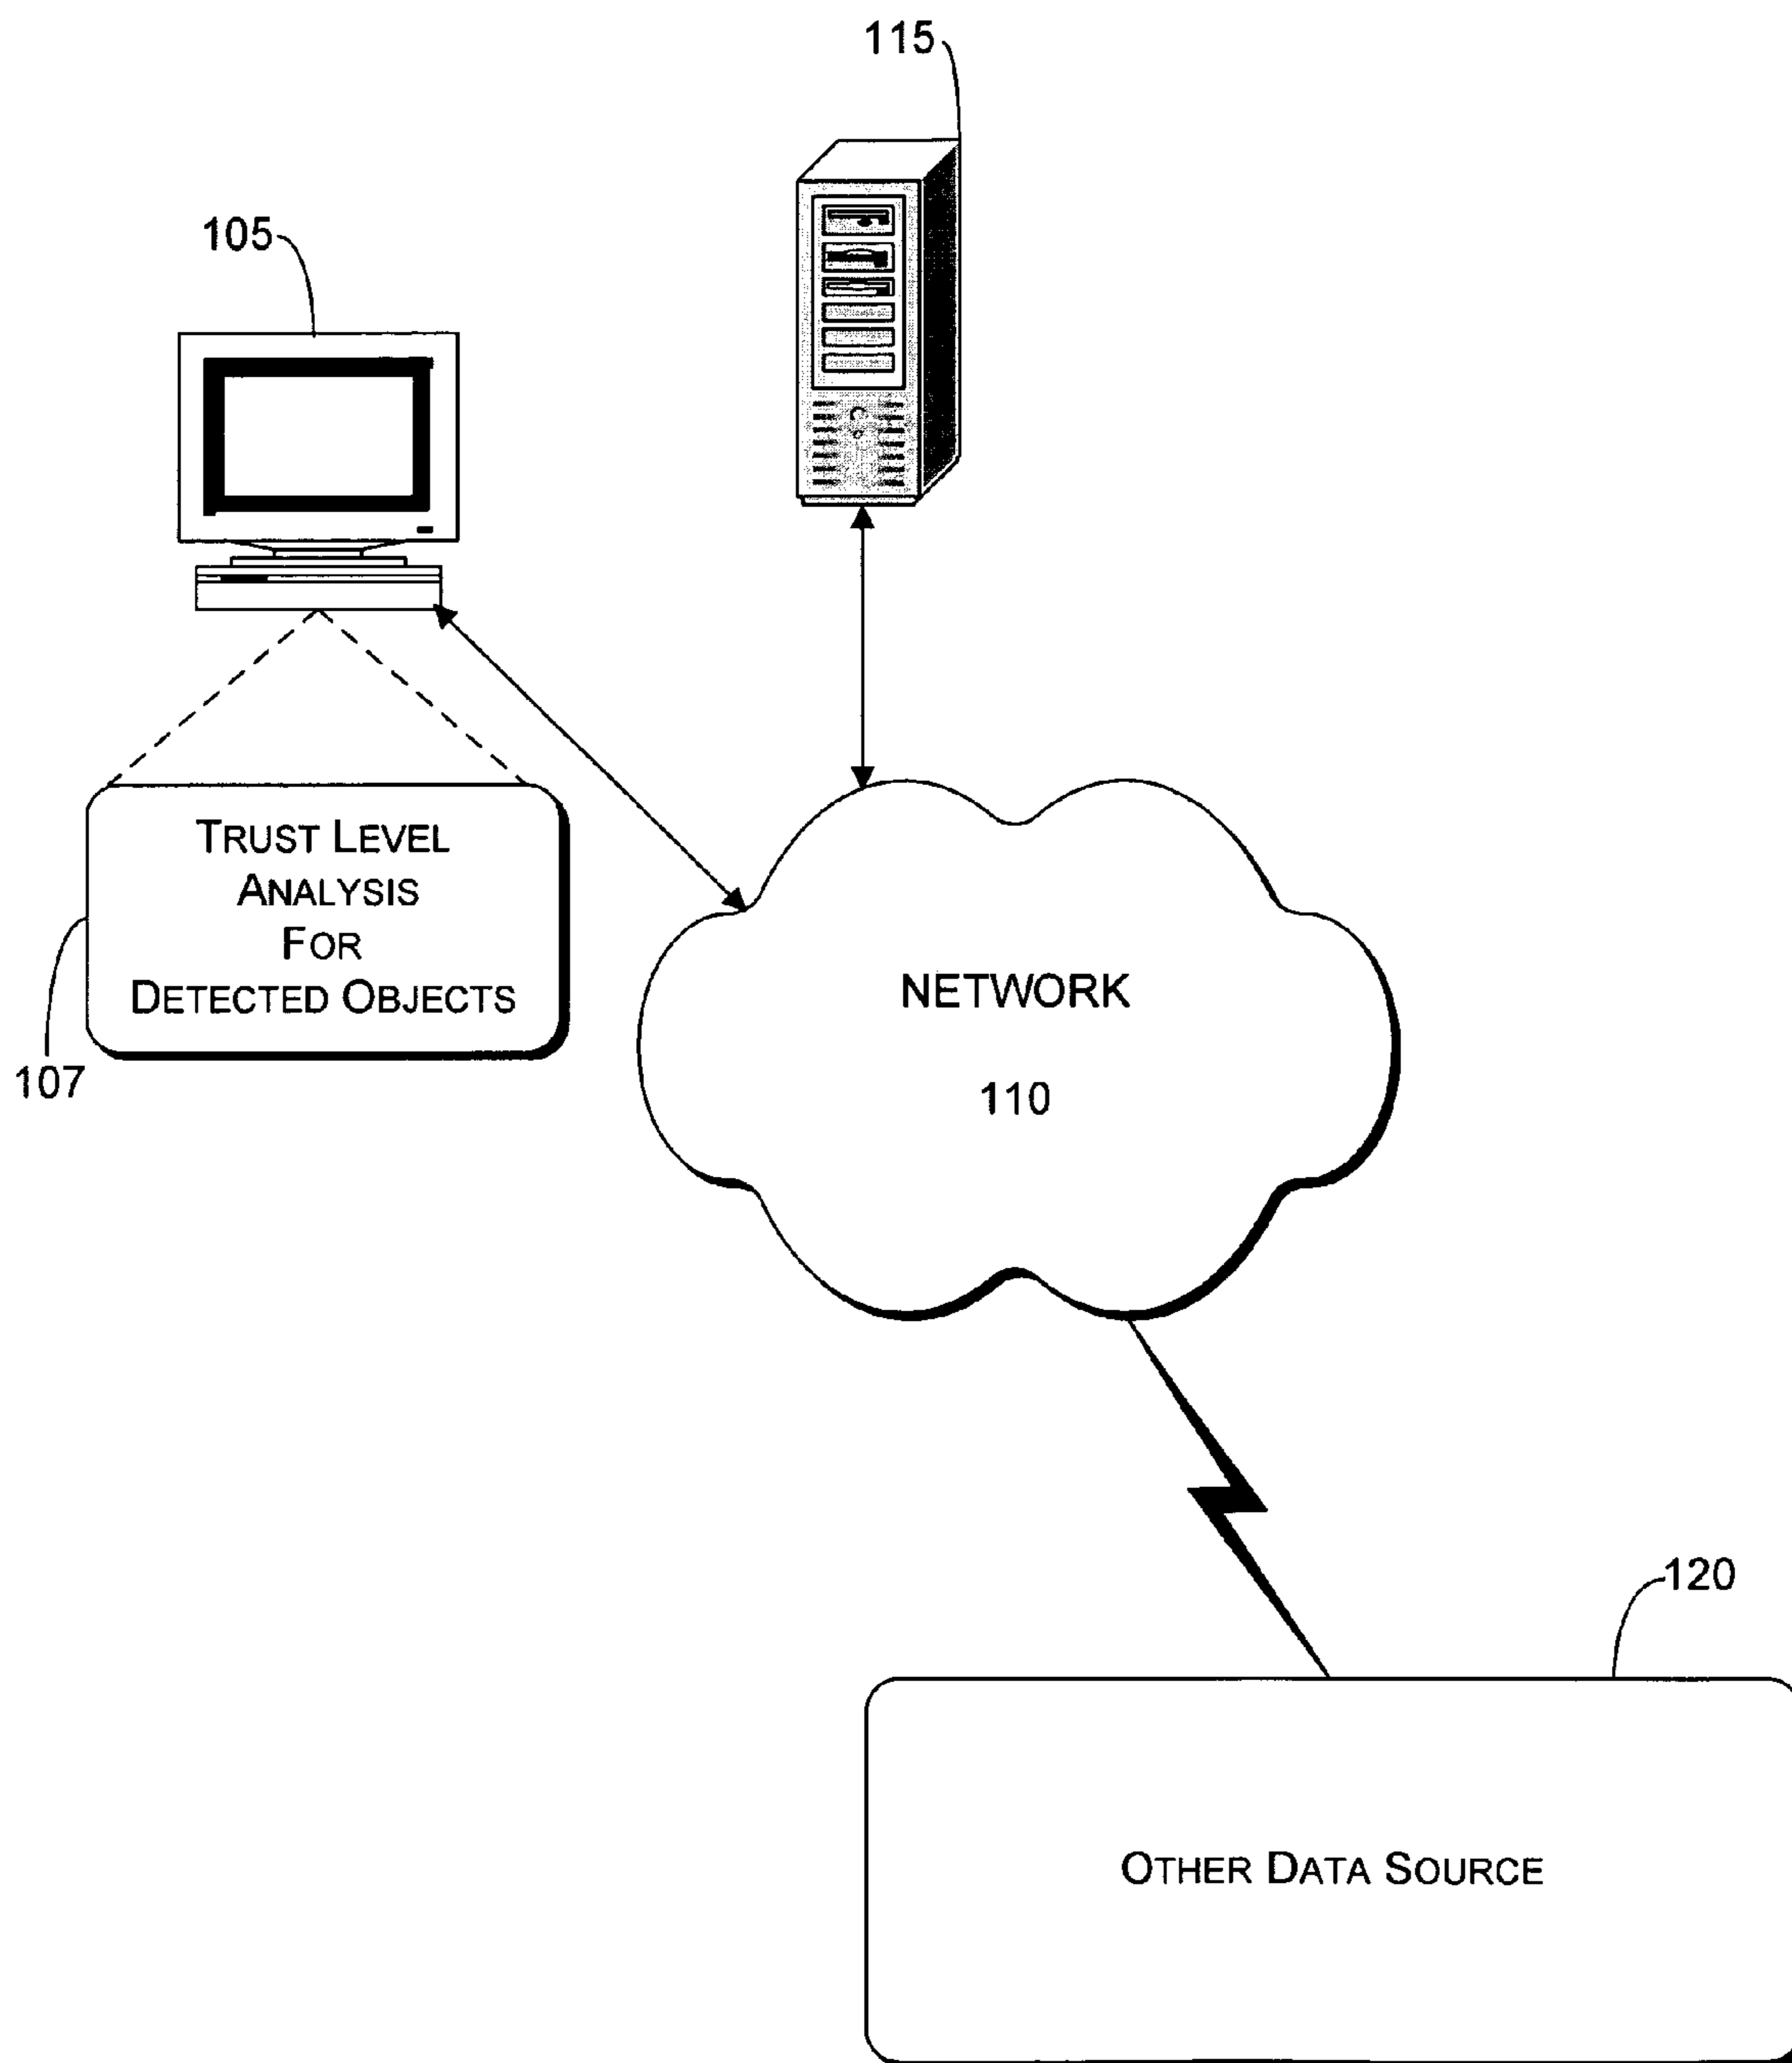 115
105
TRUST LEVEL
ANALYSIS
FOR
DETECTED OBJECTS
107
NETWORK
110
120
OTHER DATA SOURCE